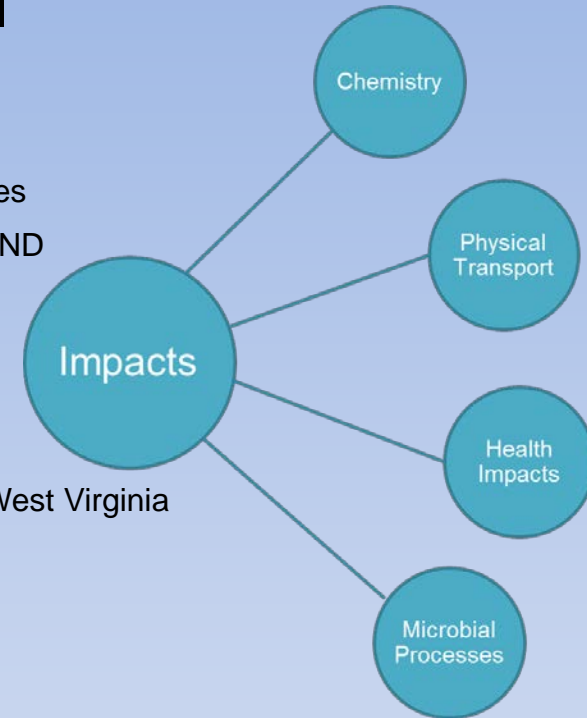 Chemistry
es
ND
Physical
Transport
Impacts
Health
Impacts
West Virginia
Microbial
Processes